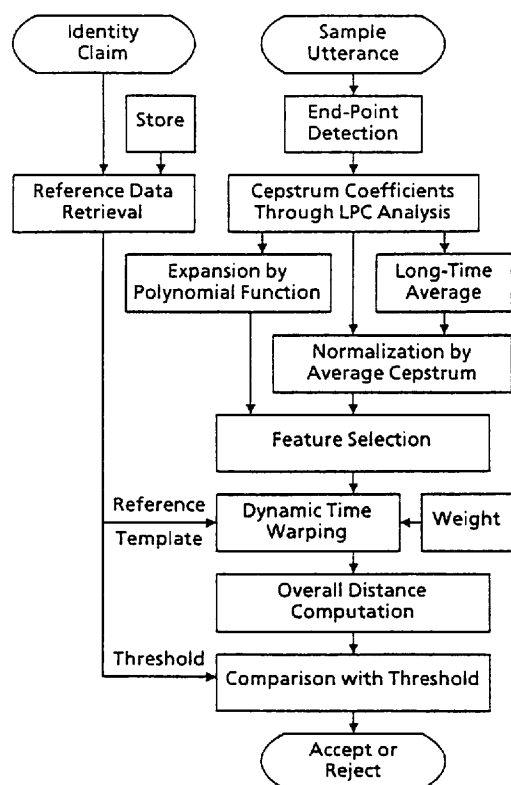 Identity
Claim
Sample
Utterance
Store
End-Point
Detection
Reference Data
Retrieval
Cepstrum Coefficients
Through LPC Analysis
Expansion by
Polynomial Function
Long-Time
Average
Normalization by
Average Cepstrum
Feature Selection
Reference
Template
Dynamic Time
Warping
Weight
Overall Distance
Computation
Threshold
Comparison with Threshold
Accept or
Reject